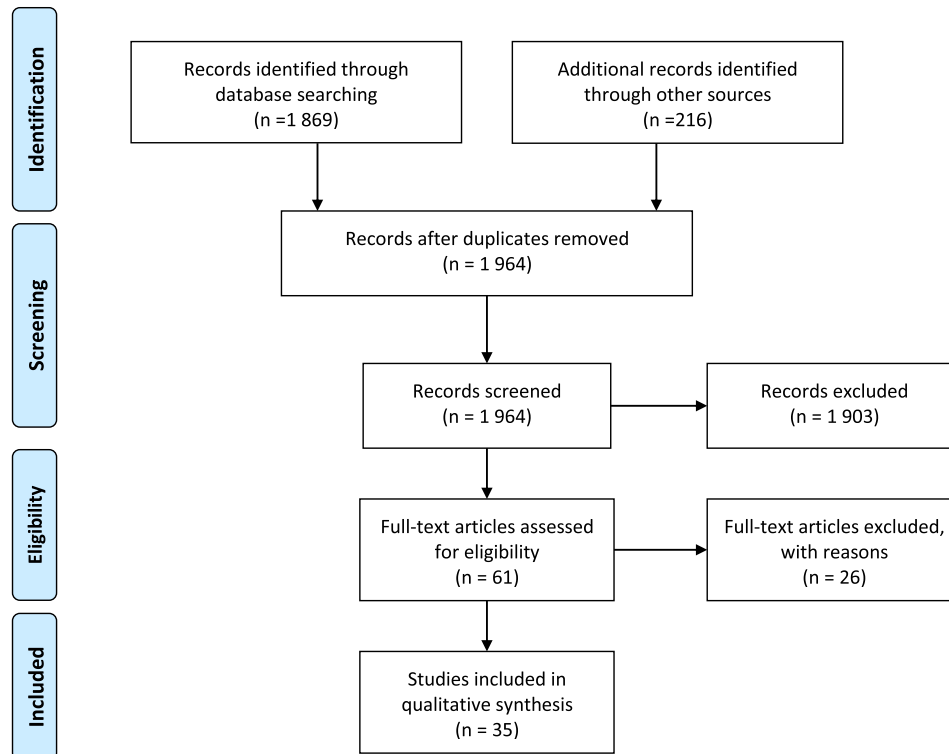 Identification
Records identified through
database searching
(n =1 869)
Additional records identified
through other sources
(n =216)
Screening
Records after duplicates removed
(n = 1 964)
Records screened
(n = 1 964)
Records excluded
(n = 1 903)
Eligibility
Full-text articles assessed
for eligibility
(n = 61)
Full-text articles excluded,
with reasons
(n = 26)
Included
Studies included in
qualitative synthesis
(n = 35)